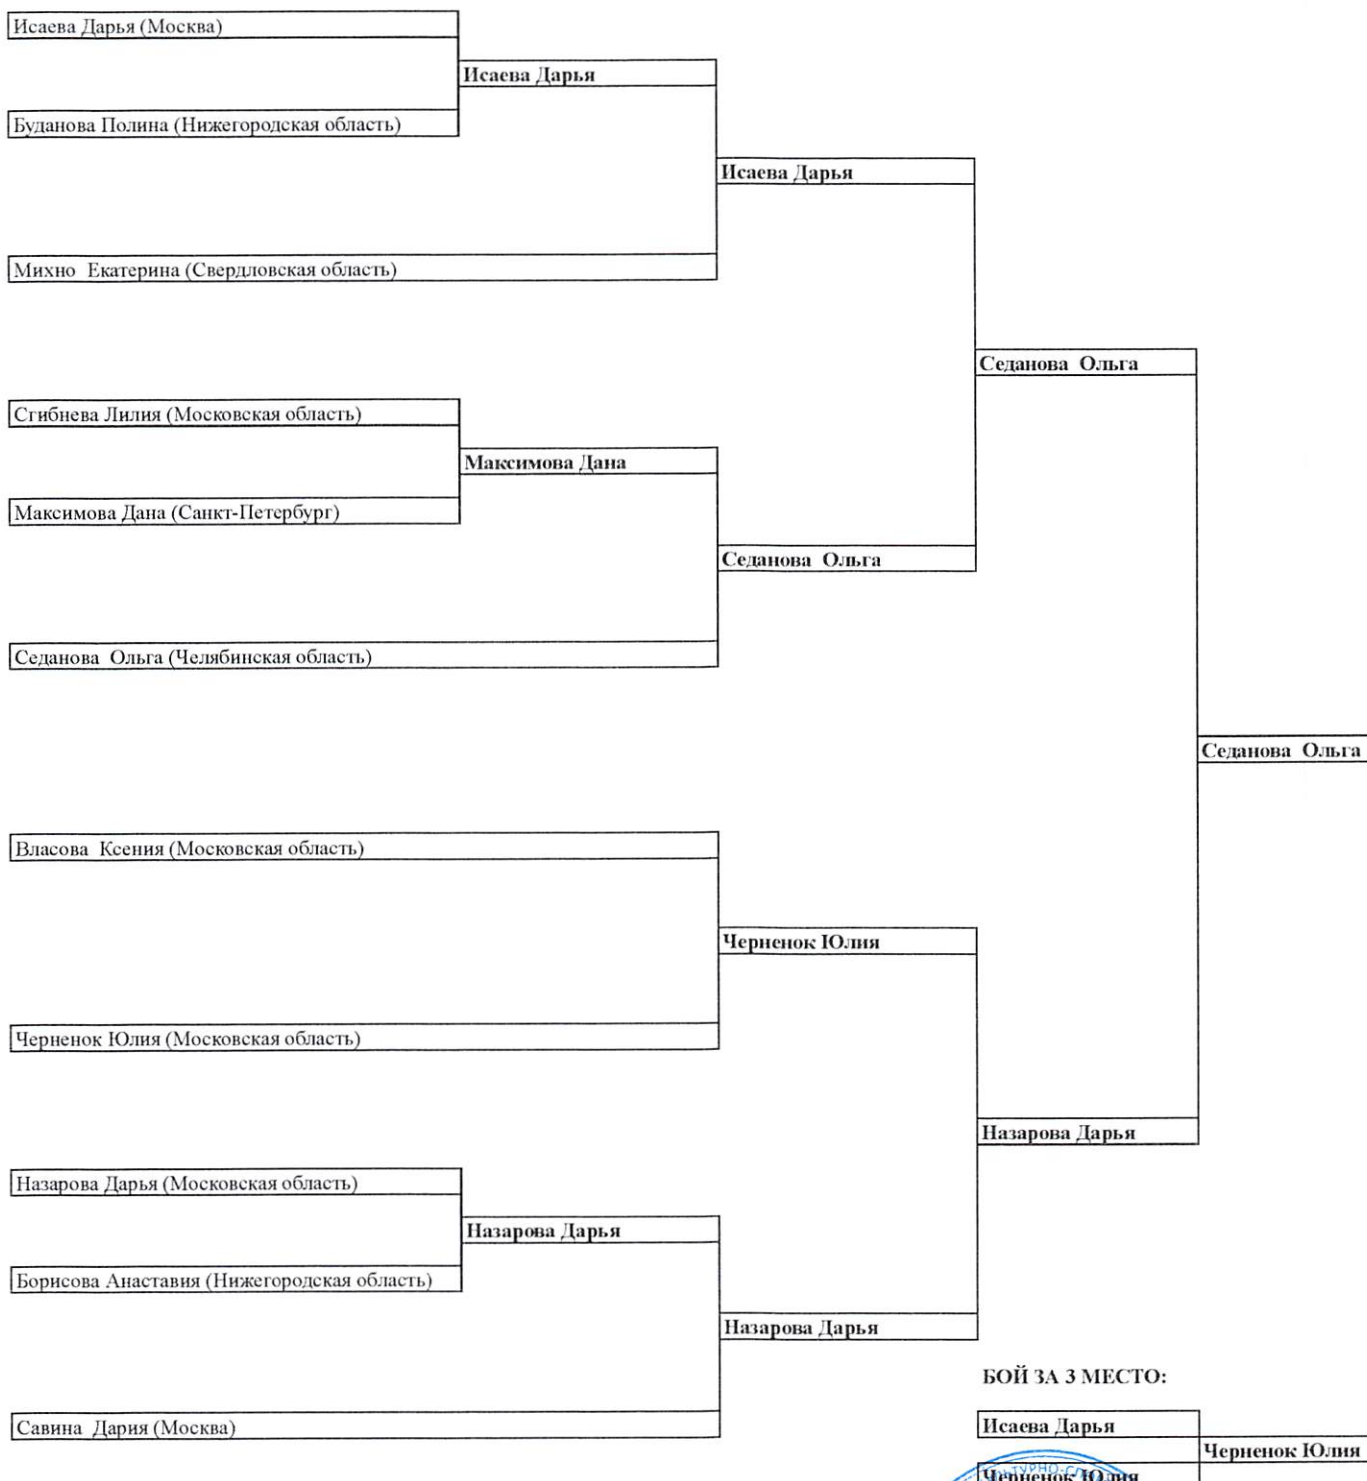 Исаева Дарья (Москва)
Исаева Дарья
Буданова Полина (Нижегородская область)
Исаева Дарья
Михно Екатерина (Свердловская область)
Седанова Ольга
Сгибнева Лилия (Московская область)
Максимова Дана
Максимова Дана (Санкт-Петербург)
Седанова Ольга
Седанова Ольга (Челябинская область)
Седанова Ольга
Власова Ксения (Московская область)
Черненок Юлия
Черненок Юлия (Московская область)
Назарова Дарья
Назарова Дарья (Московская область)
Назарова Дарья
Борисова Анаставия (Нижегородская область)
Назарова Дарья
БОЙ ЗА 3 МЕСТО:
Савина Дария (Москва)
Исаева Дарья
Черненок Юлия
Черненок Юлия